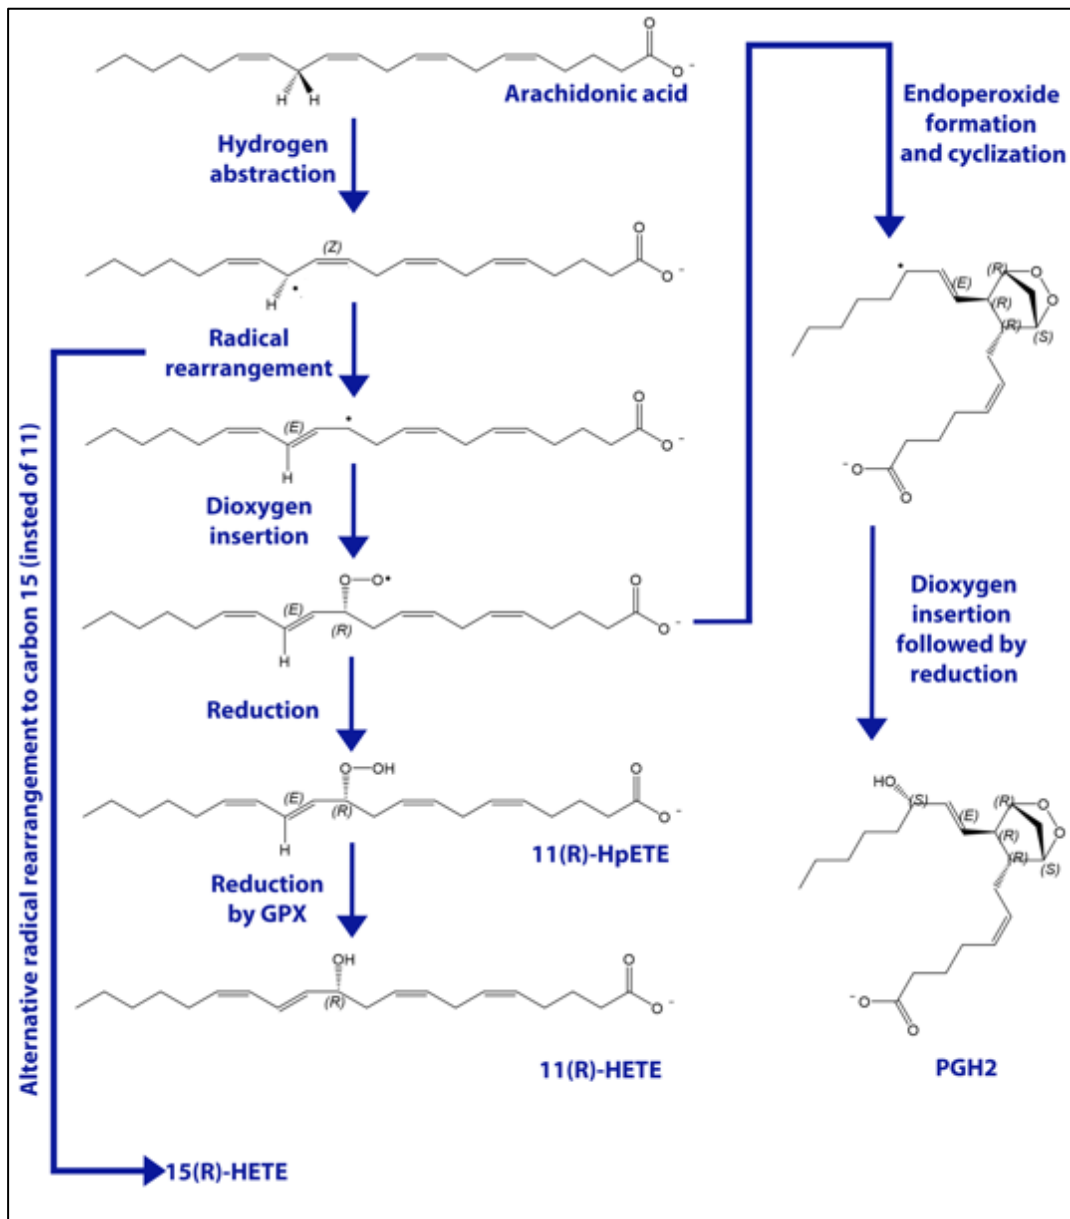 O
O
-
H
H
Arachidonic acid
Hydrogen
abstraction
Endoperoxide
formation
and cyclization
(Z)
O
O
-
H
Radical
rearrangement
(R)
O
O
(E)
(R)
(R)
(S)
(E)
O
O
-
H
-
O
O
Dioxygen
insertion
O
O
(E)
(R)
H
O
O
-
Dioxygen
insertion
followed by
reduction
Reduction
O
OH
(E)
(R)
H
O
O
-
11(R)-HpETE
HO
(S)
(E)
(R)
O
O
(R)
(R)
(S)
-
O
O
Reduction
by GPX
OH
(R)
O
O
-
11(R)-HETE
PGH2
Alternative radical rearrangement to carbon 15 (insted of 11)
15(R)-HETE